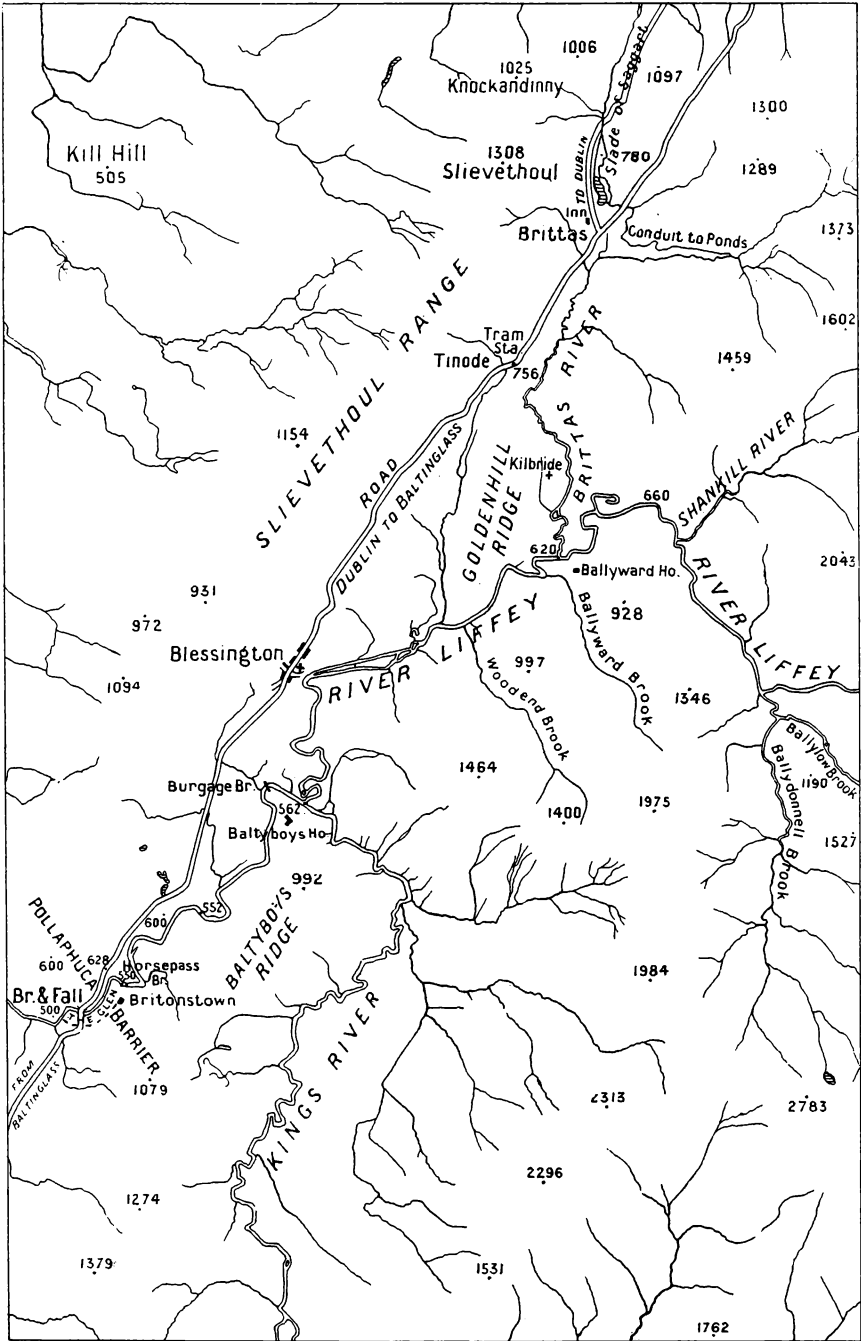 1006
1025
Knockandinny
1097
Slade of Saggart
1300
Kill Hill
505
1308
Slievethoul
TO DUBLIN
780
1289
Inn
Brittas
Conduit to Ponds
1373
SLIEVETHOUL RANGE
1602
Tram
Sta.
Tinode
756
BRITTAS RIVER
1459
1154
ROAD
DUBLIN TO BALTINGLASS
Kilbride
GOLDENHILL
RIDGE
660
SHANKILL RIVER
620
Ballyward Ho.
2043
931
928
972
RIVER LIFFEY
Blessington
RIVER LIFFEY
997
Ballyward Brook
Woodend Brook
1094
1346
Ballylow Brook
1464
1190
Burgage Br.
562
1400
1975
Ballydonnell Brook
Baltyboys Ho.
1527
992
POLLAPHUCA
552
600
BALTYBOYS
RIDGE
600
628
Horsepass
Br.
550
1984
Br. & Fall
500
THE GLEN
Britonstown
BARRIER
FROM
BALTINGLASS
1079
KINGS RIVER
2313
2783
2296
1274
1379
1531
1762